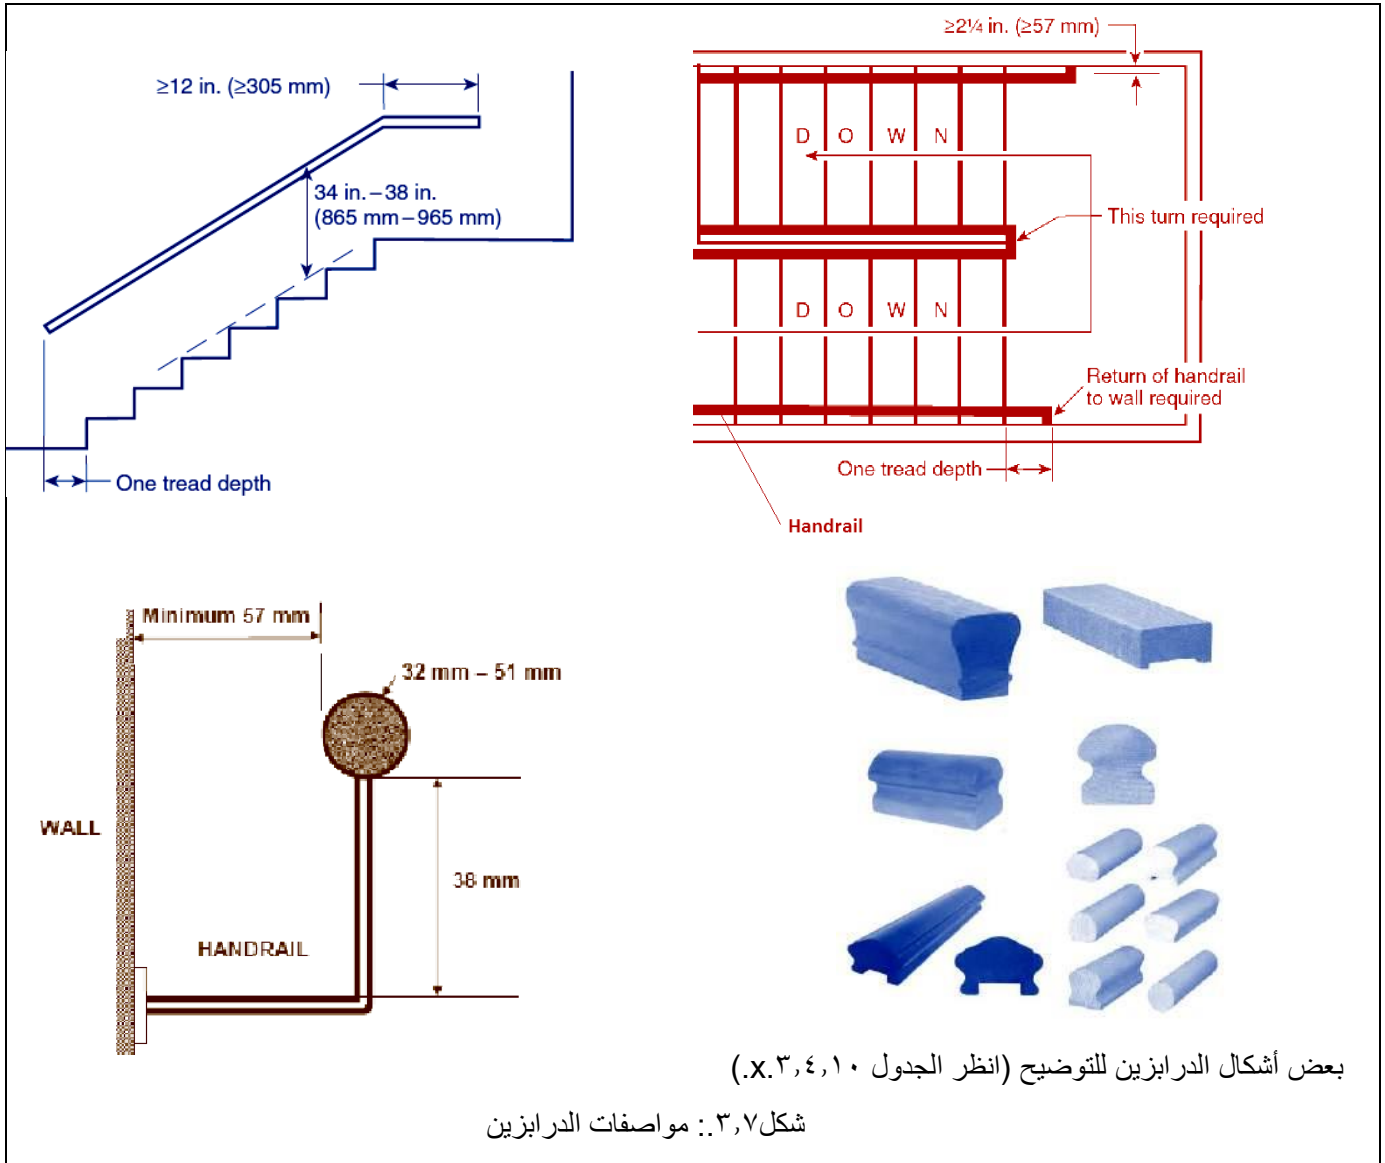 ≥12 in. (≥305 mm)
34 in.–38 in.
(865 mm–965 mm)
One tread depth
≥2¼ in. (≥57 mm)
D O W N
This turn required
D O W N
Return of handrail
to wall required
One tread depth
Handrail
Minimum 57 mm
32 mm – 51 mm
WALL
38 mm
HANDRAIL
بعض أشكال الدرابزين للتوضيح (انظر الجدول ٣,٤,١٠.x.)
شكل٣,٧.: مواصفات الدرابزين